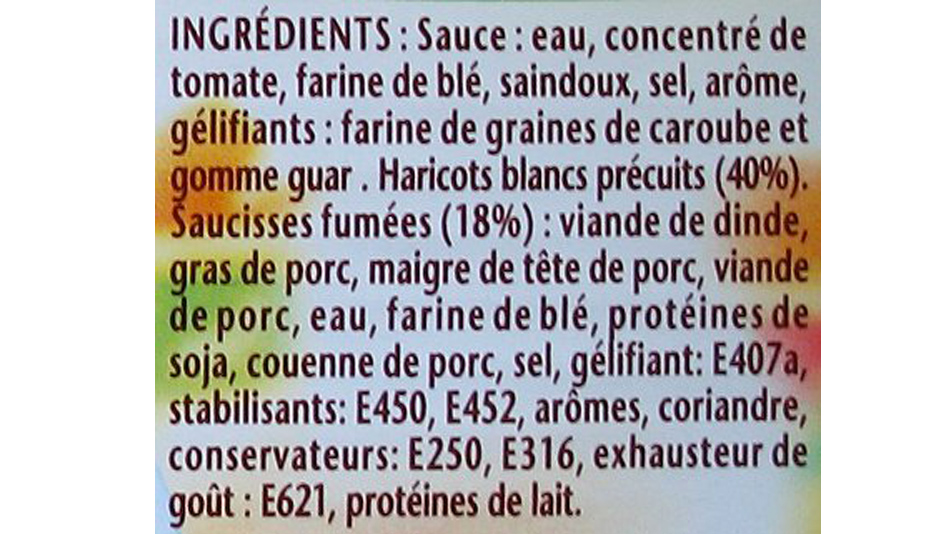 INGRÉDIENTS : Sauce : eau, concentré de
tomate, farine de blé, saindoux, sel, arôme,
gélifiants : farine de graines de caroube et
gomme guar . Haricots blancs précuits (40%).
Saucisses fumées (18%) : viande de dinde,
gras de porc, maigre de tête de porc, viande
de porc, eau, farine de blé, protéines de
soja, couenne de porc, sel, gélifiant: E407a,
stabilisants: E450, E452, arômes, coriandre,
conservateurs: E250, E316, exhausteur de
goût : E621, protéines de lait.